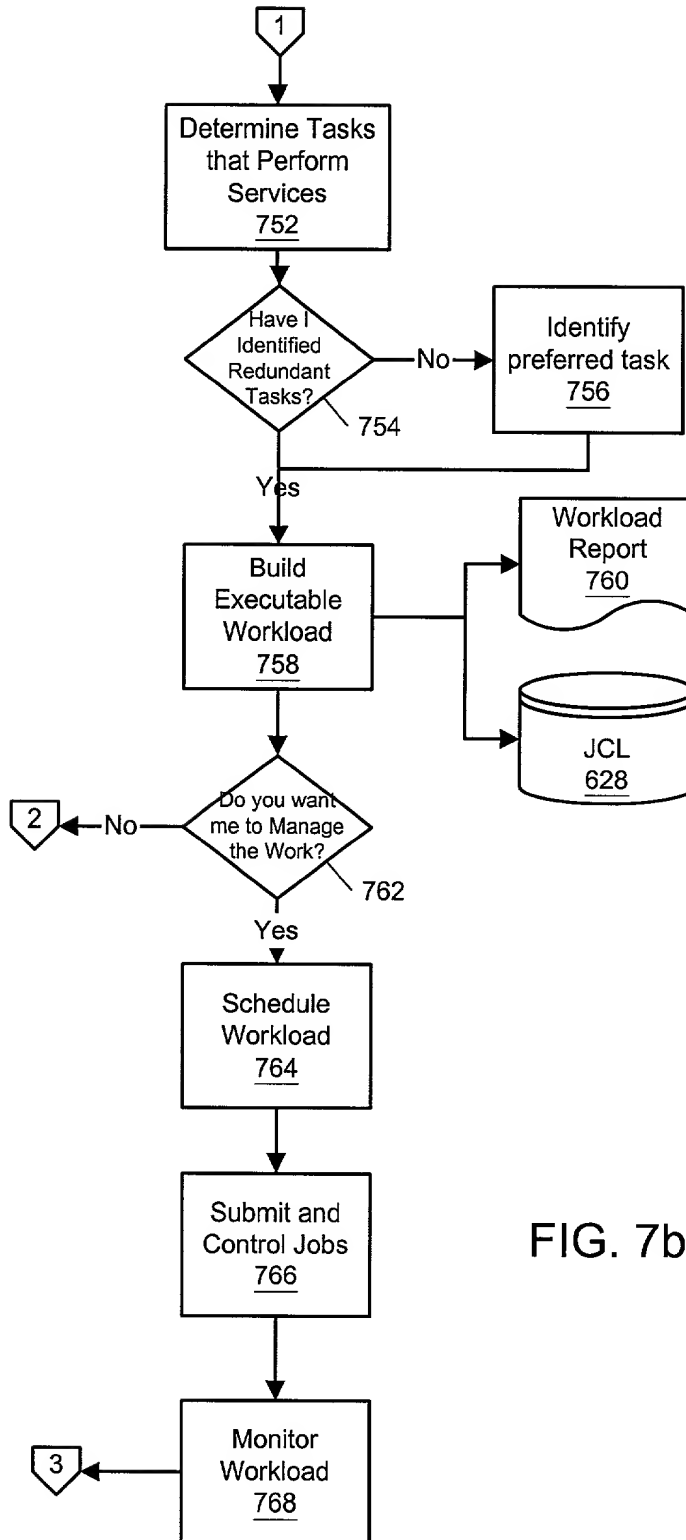 1
Determine Tasks
that Perform
Services
752
Have I
Identified
Redundant
Tasks?
754
No
Identify
preferred task
756
Yes
Build
Executable
Workload
758
Workload
Report
760
JCL
628
Do you want
me to Manage
the Work?
762
No
2
Yes
Schedule
Workload
764
Submit and
Control Jobs
766
FIG. 7b
Monitor
Workload
768
3